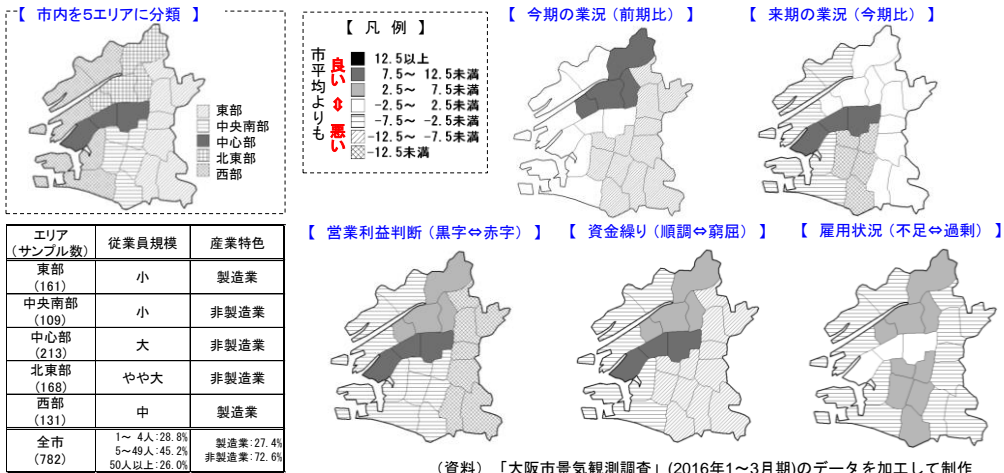 【 市内を5エリアに分類 】
東部
中央南部
中心部
北東部
西部
【 凡 例 】
市平均よりも
良い ⇔ 悪い
12.5以上
7.5～ 12.5未満
2.5～ 7.5未満
-2.5～ 2.5未満
-7.5～ -2.5未満
-12.5～ -7.5未満
-12.5未満
【 今期の業況(前期比) 】
【 来期の業況(今期比) 】
エリア
(サンプル数) 従業員規模 産業特色
東部
(161) 小 製造業
中央南部
(109) 小 非製造業
中心部
(213) 大 非製造業
北東部
(168) やや大 非製造業
西部
(131) 中 製造業
全市
(782)
1～ 4人:28.8%
5～49人:45.2%
50人以上:26.0%
製造業:27.4%
非製造業:72.6%
【 営業利益判断(黒字⇔赤字) 】
【 資金繰り(順調⇔窮屈) 】
【 雇用状況(不足⇔過剰) 】
(資料) 「大阪市景気観測調査」(2016年1～3月期)のデータを加工して制作